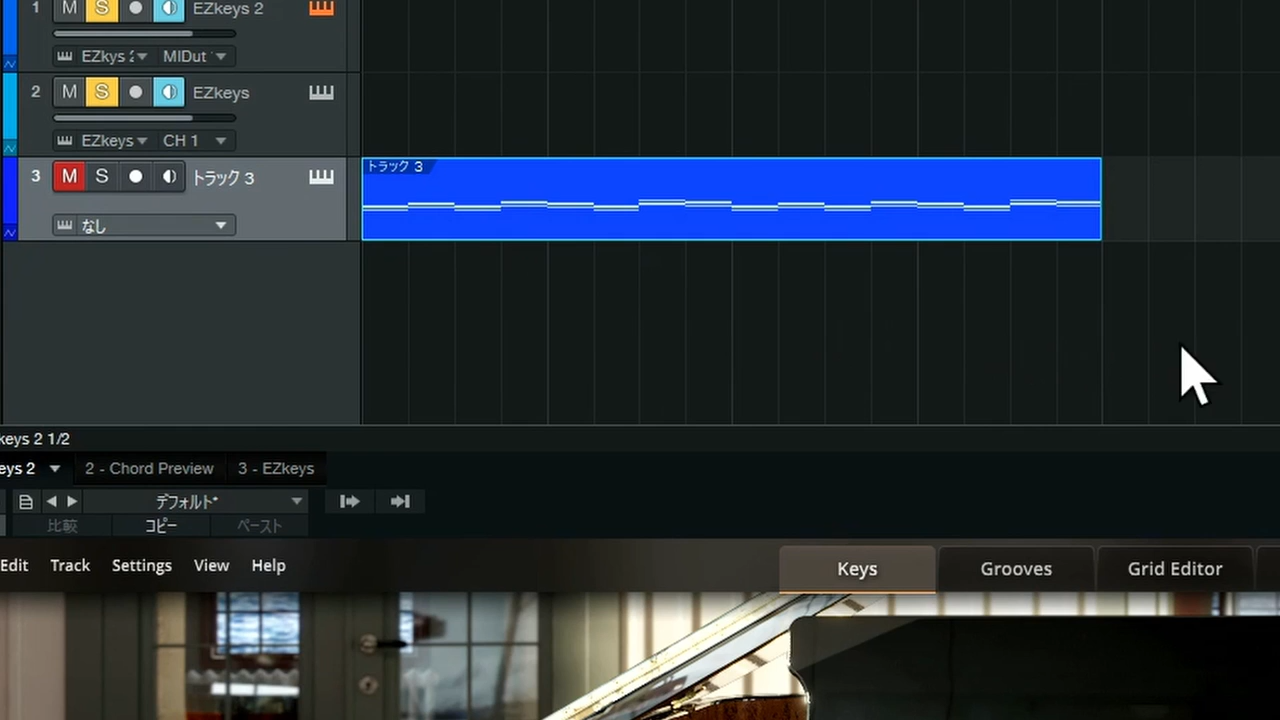 1 M S EZkeys 2
EZkys 2 MIDut
2 M S EZkeys
EZkeys CH 1
3 M S トラック 3
なし
トラック 3
keys 2 1/2
eys 2 2 - Chord Preview 3 - EZkeys
デフォルト*
比較 コピー ペースト
Edit Track Settings View Help Keys Grooves Grid Editor